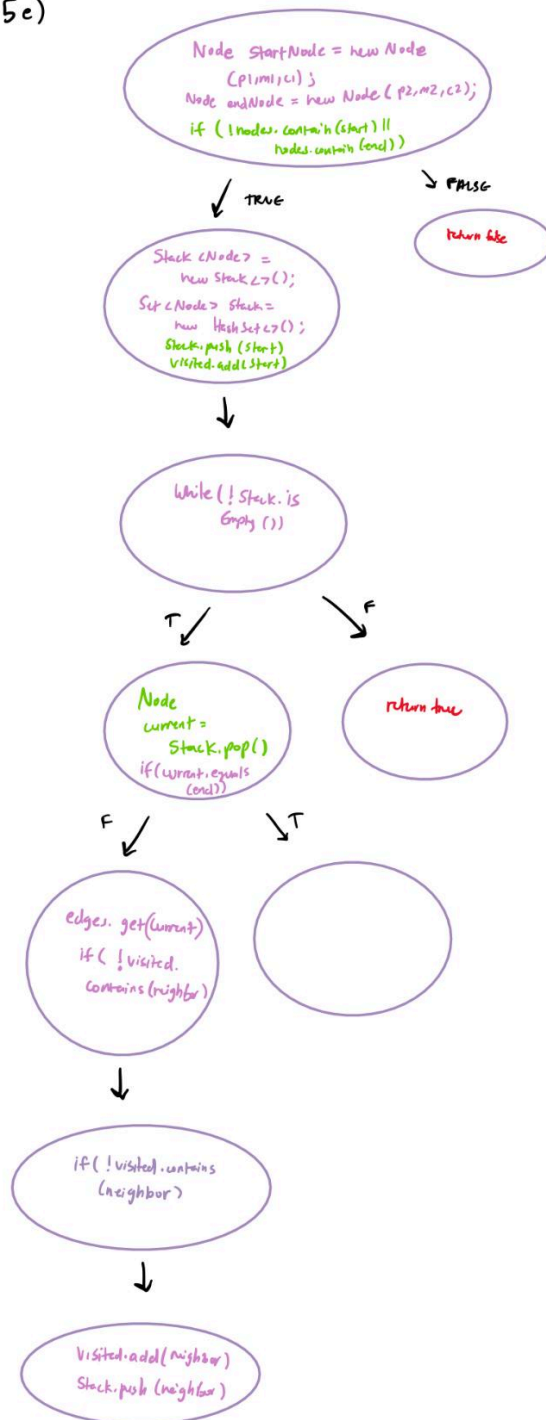 5e)
Node StartNode = new Node
(p1,m1,c1) ;
Node endNode = new Node ( p2,m2,c2);
if ( !nodes.contain (start) ||
nodes.contain (end))
TRUE
FALSE
return false
Stack <Node> =
new Stack<>();
Set <Node> Stack =
new HashSet<>();
Stack.push (start)
visited.add(start)
While ( ! Stack. is
Empty ())
T
F
Node
current =
Stack.pop()
if(current.equals
(end))
return true
F
T
edges. get(current)
if ( ! visited.
contains (neighbor)
if ( ! visited.contains
(neighbor)
Visited.add(neighbor)
Stack.push (neighbor)